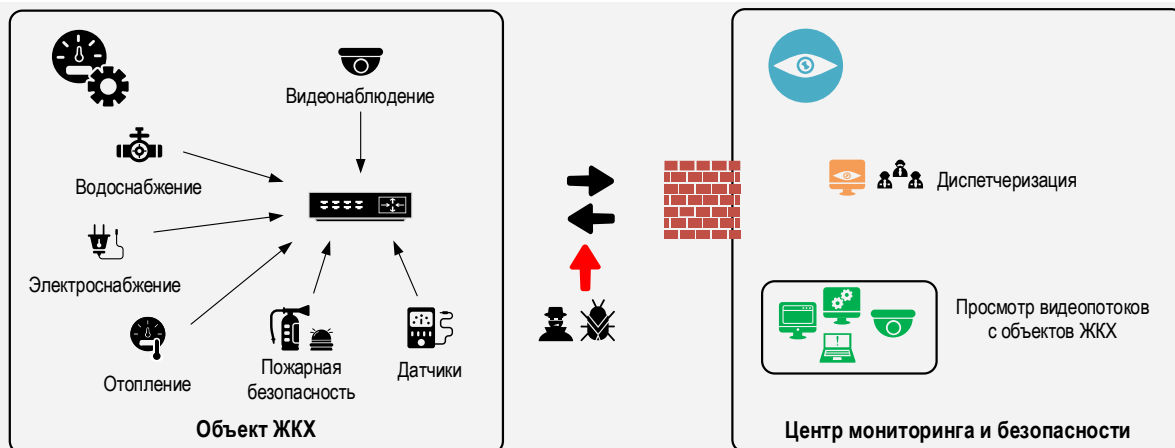 Видеонаблюдение
Водоснабжение
Электроснабжение
Отопление
Пожарная
безопасность
Датчики
Объект ЖКХ
Диспетчеризация
Просмотр видеопотоков
с объектов ЖКХ
Центр мониторинга и безопасности